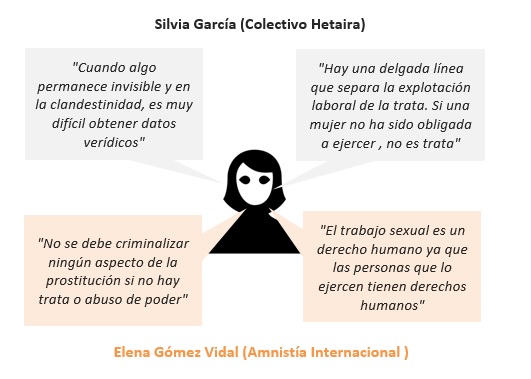 Silvia García (Colectivo Hetaira)
"Cuando algo
permanece invisible y en
la clandestinidad, es muy
difícil obtener datos
verídicos"
"Hay una delgada línea
que separa la explotación
laboral de la trata. Si una
mujer no ha sido obligada
a ejercer , no es trata"
"No se debe criminalizar
ningún aspecto de la
prostitución si no hay
trata o abuso de poder"
"El trabajo sexual es un
derecho humano ya que
las personas que lo
ejercen tienen derechos
humanos"
Elena Gómez Vidal (Amnistía Internacional )